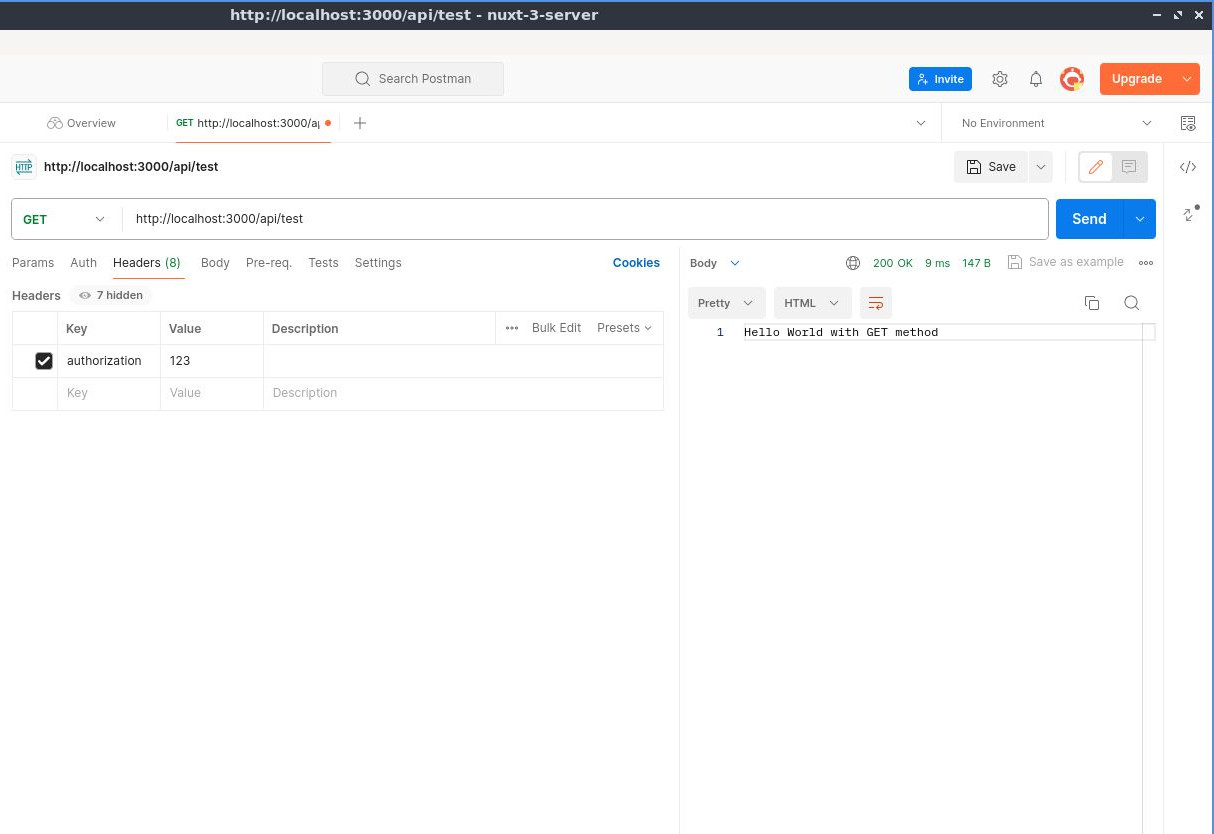 http://localhost:3000/api/test - nuxt-3-server
Search Postman
Invite
Upgrade
Overview
GET http://localhost:3000/a
No Environment
HTTP http://localhost:3000/api/test
Save
GET
http://localhost:3000/api/test
Send
Params Auth Headers (8) Body Pre-req. Tests Settings Cookies
Body 200 OK 9 ms 147 B Save as example
Headers 7 hidden
Pretty HTML
Key Value Description Bulk Edit Presets
1 Hello World with GET method
authorization 123
Key Value Description